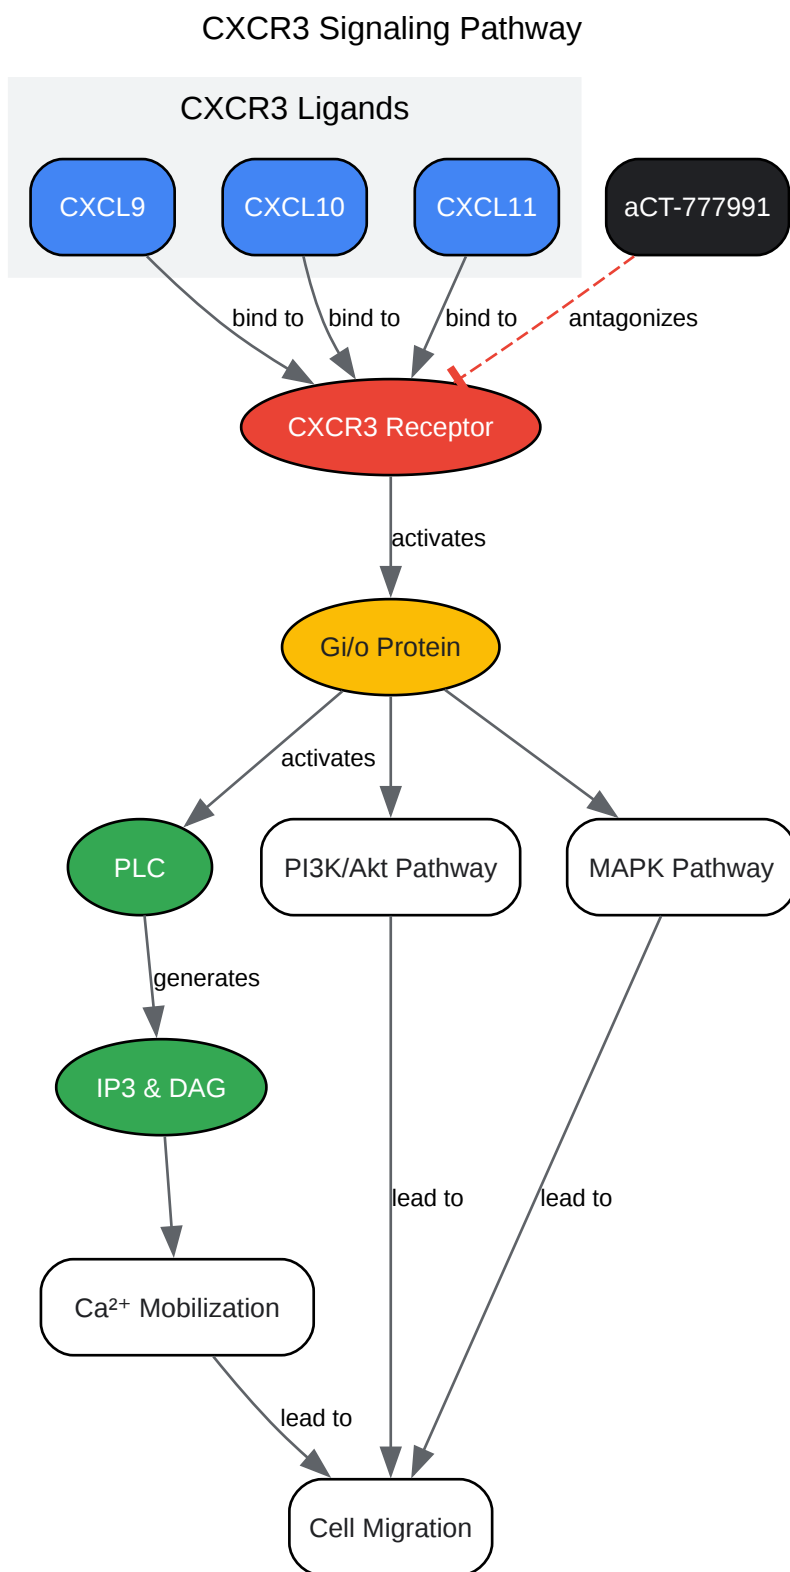 CXCR3 Signaling Pathway
CXCR3 Ligands
CXCL9
CXCL10
CXCL11
aCT-777991
bind to
bind to
bind to
antagonizes
CXCR3 Receptor
activates
Gi/o Protein
activates
PLC
PI3K/Akt Pathway
MAPK Pathway
generates
IP3 & DAG
lead to
lead to
Ca²⁺ Mobilization
lead to
Cell Migration